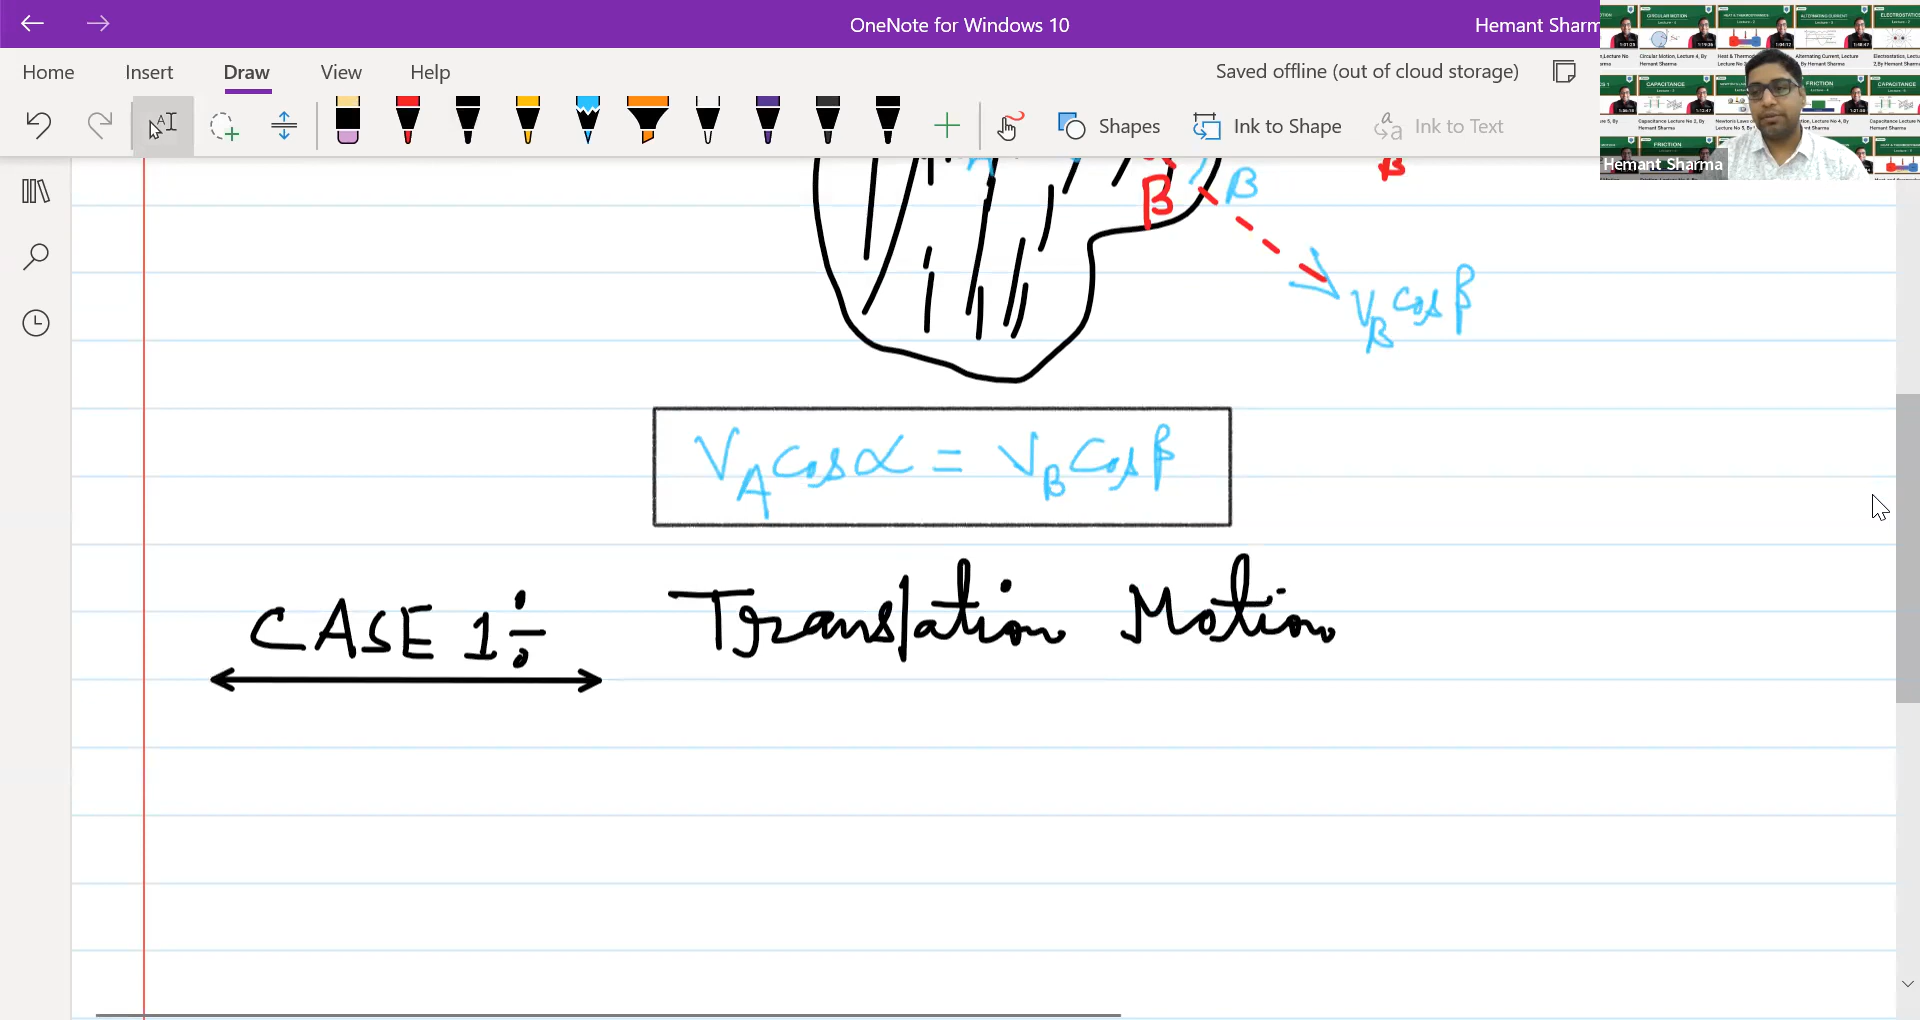 OneNote for Windows 10
Hemant Sharm
Home Insert Draw View Help
Saved offline (out of cloud storage)
Shapes Ink to Shape Ink to Text
Hemant Sharma
A B β B
V_B Cos β
V_A Cos α = V_B Cos β
CASE 1 :- Translation Motion